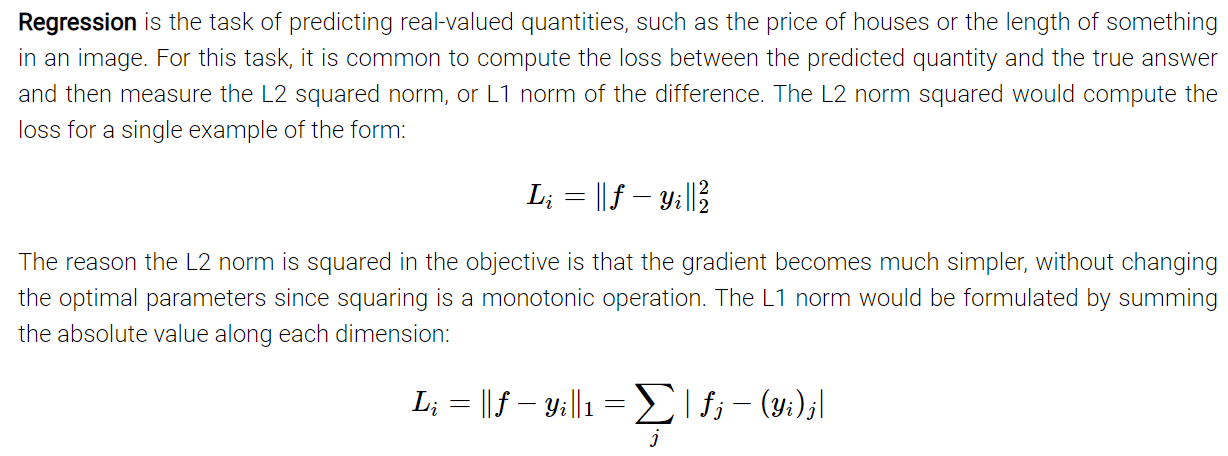 Regression is the task of predicting real-valued quantities, such as the price of houses or the length of something
in an image. For this task, it is common to compute the loss between the predicted quantity and the true answer
and then measure the L2 squared norm, or L1 norm of the difference. The L2 norm squared would compute the
loss for a single example of the form:
L_i = ‖f − y_i‖_2^2
The reason the L2 norm is squared in the objective is that the gradient becomes much simpler, without changing
the optimal parameters since squaring is a monotonic operation. The L1 norm would be formulated by summing
the absolute value along each dimension:
L_i = ‖f − y_i‖_1 = ∑_j | f_j − (y_i)_j |